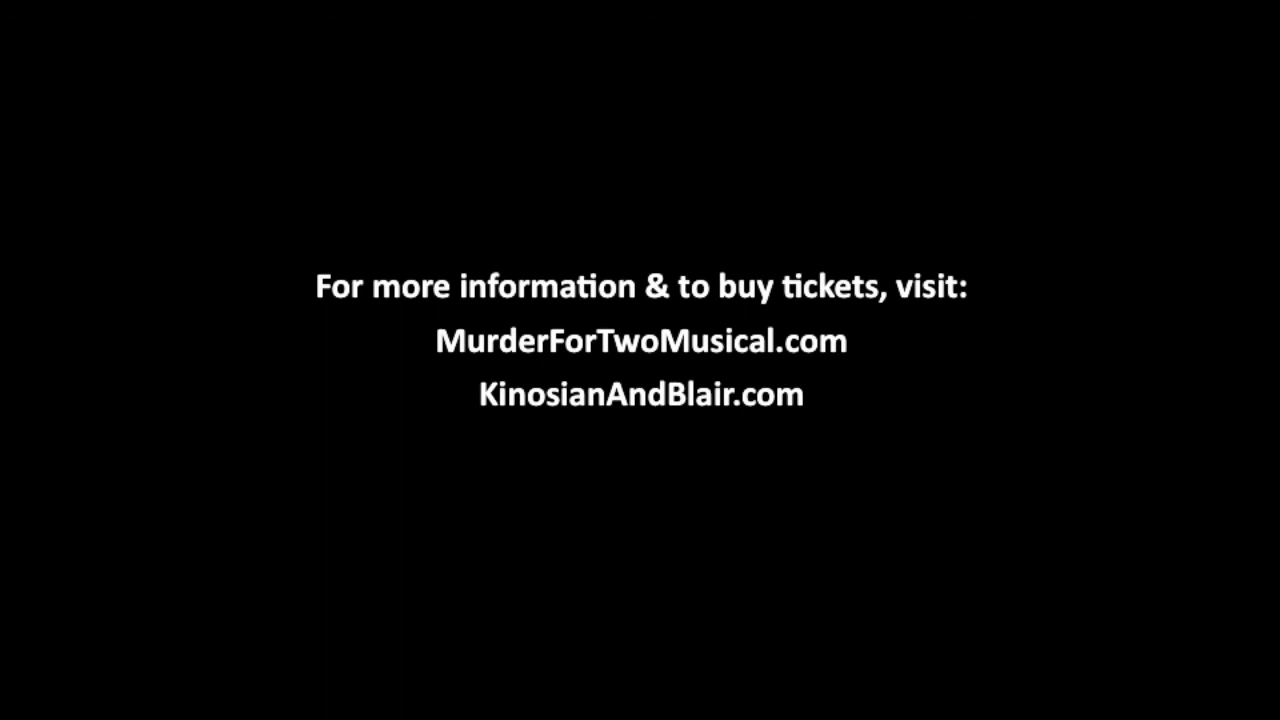 For more information & to buy tickets, visit:
MurderForTwoMusical.com
KinosianAndBlair.com